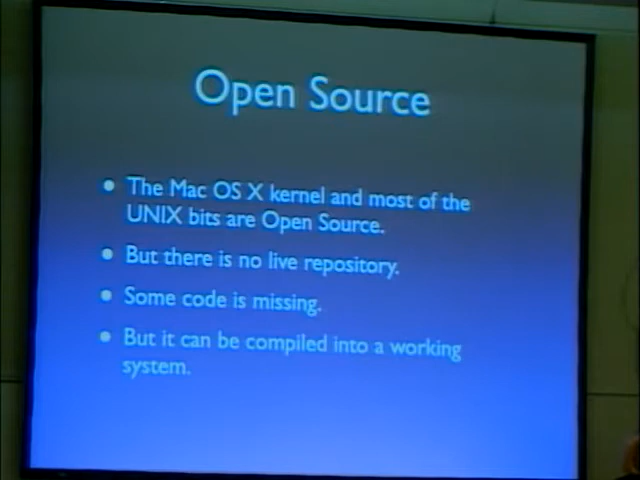 Open Source
• The Mac OS X kernel and most of the
UNIX bits are Open Source.
• But there is no live repository.
• Some code is missing.
• But it can be compiled into a working
system.